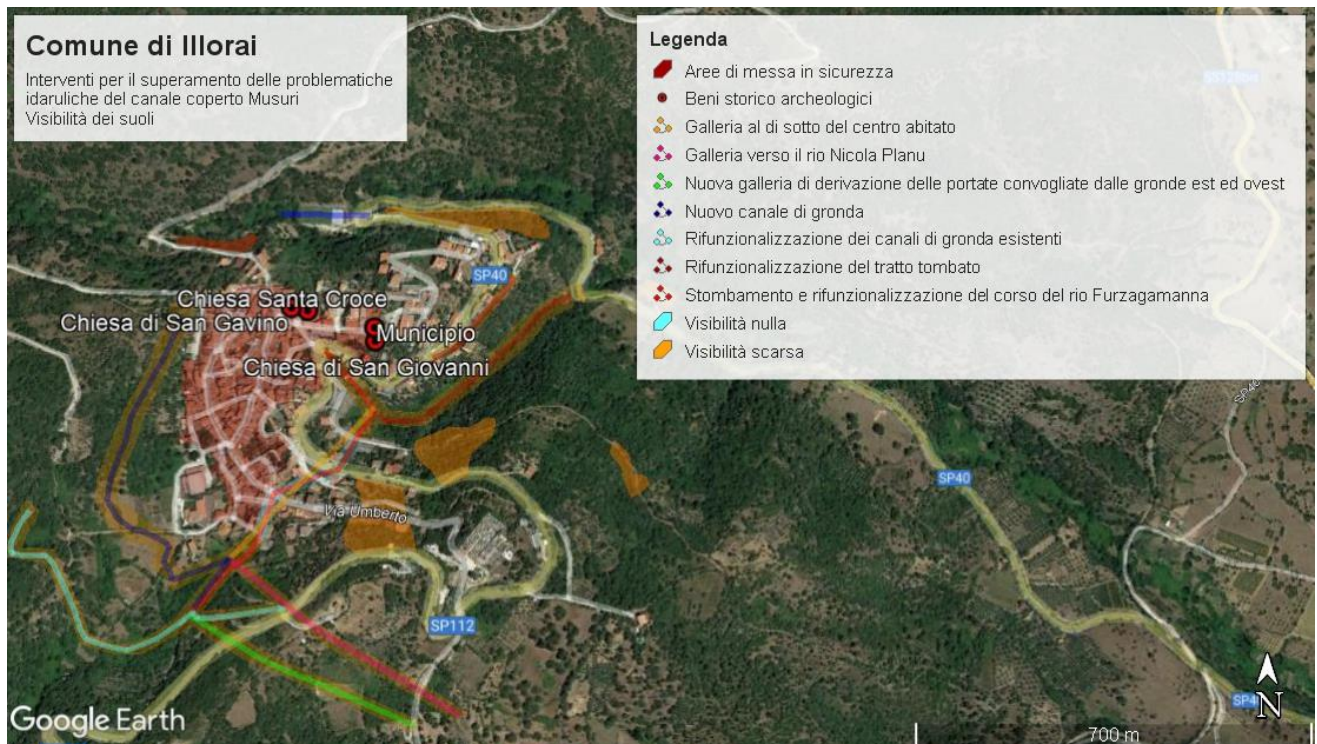 Comune di Illorai
Interventi per il superamento delle problematiche
idaruliche del canale coperto Musuri
Visibilità dei suoli
Legenda
Aree di messa in sicurezza
Beni storico archeologici
Galleria al di sotto del centro abitato
Galleria verso il rio Nicola Planu
Nuova galleria di derivazione delle portate convogliate dalle gronde est ed ovest
Nuovo canale di gronda
Rifunzionalizzazione dei canali di gronda esistenti
Rifunzionalizzazione del tratto tombato
Stombamento e rifunzionalizzazione del corso del rio Furzagamanna
Visibilità nulla
Visibilità scarsa
SP40
Chiesa Santa Croce
Chiesa di San Gavino
Municipio
Chiesa di San Giovanni
SP40
SP40
Via Umberto
SP112
N
Google Earth
700 m